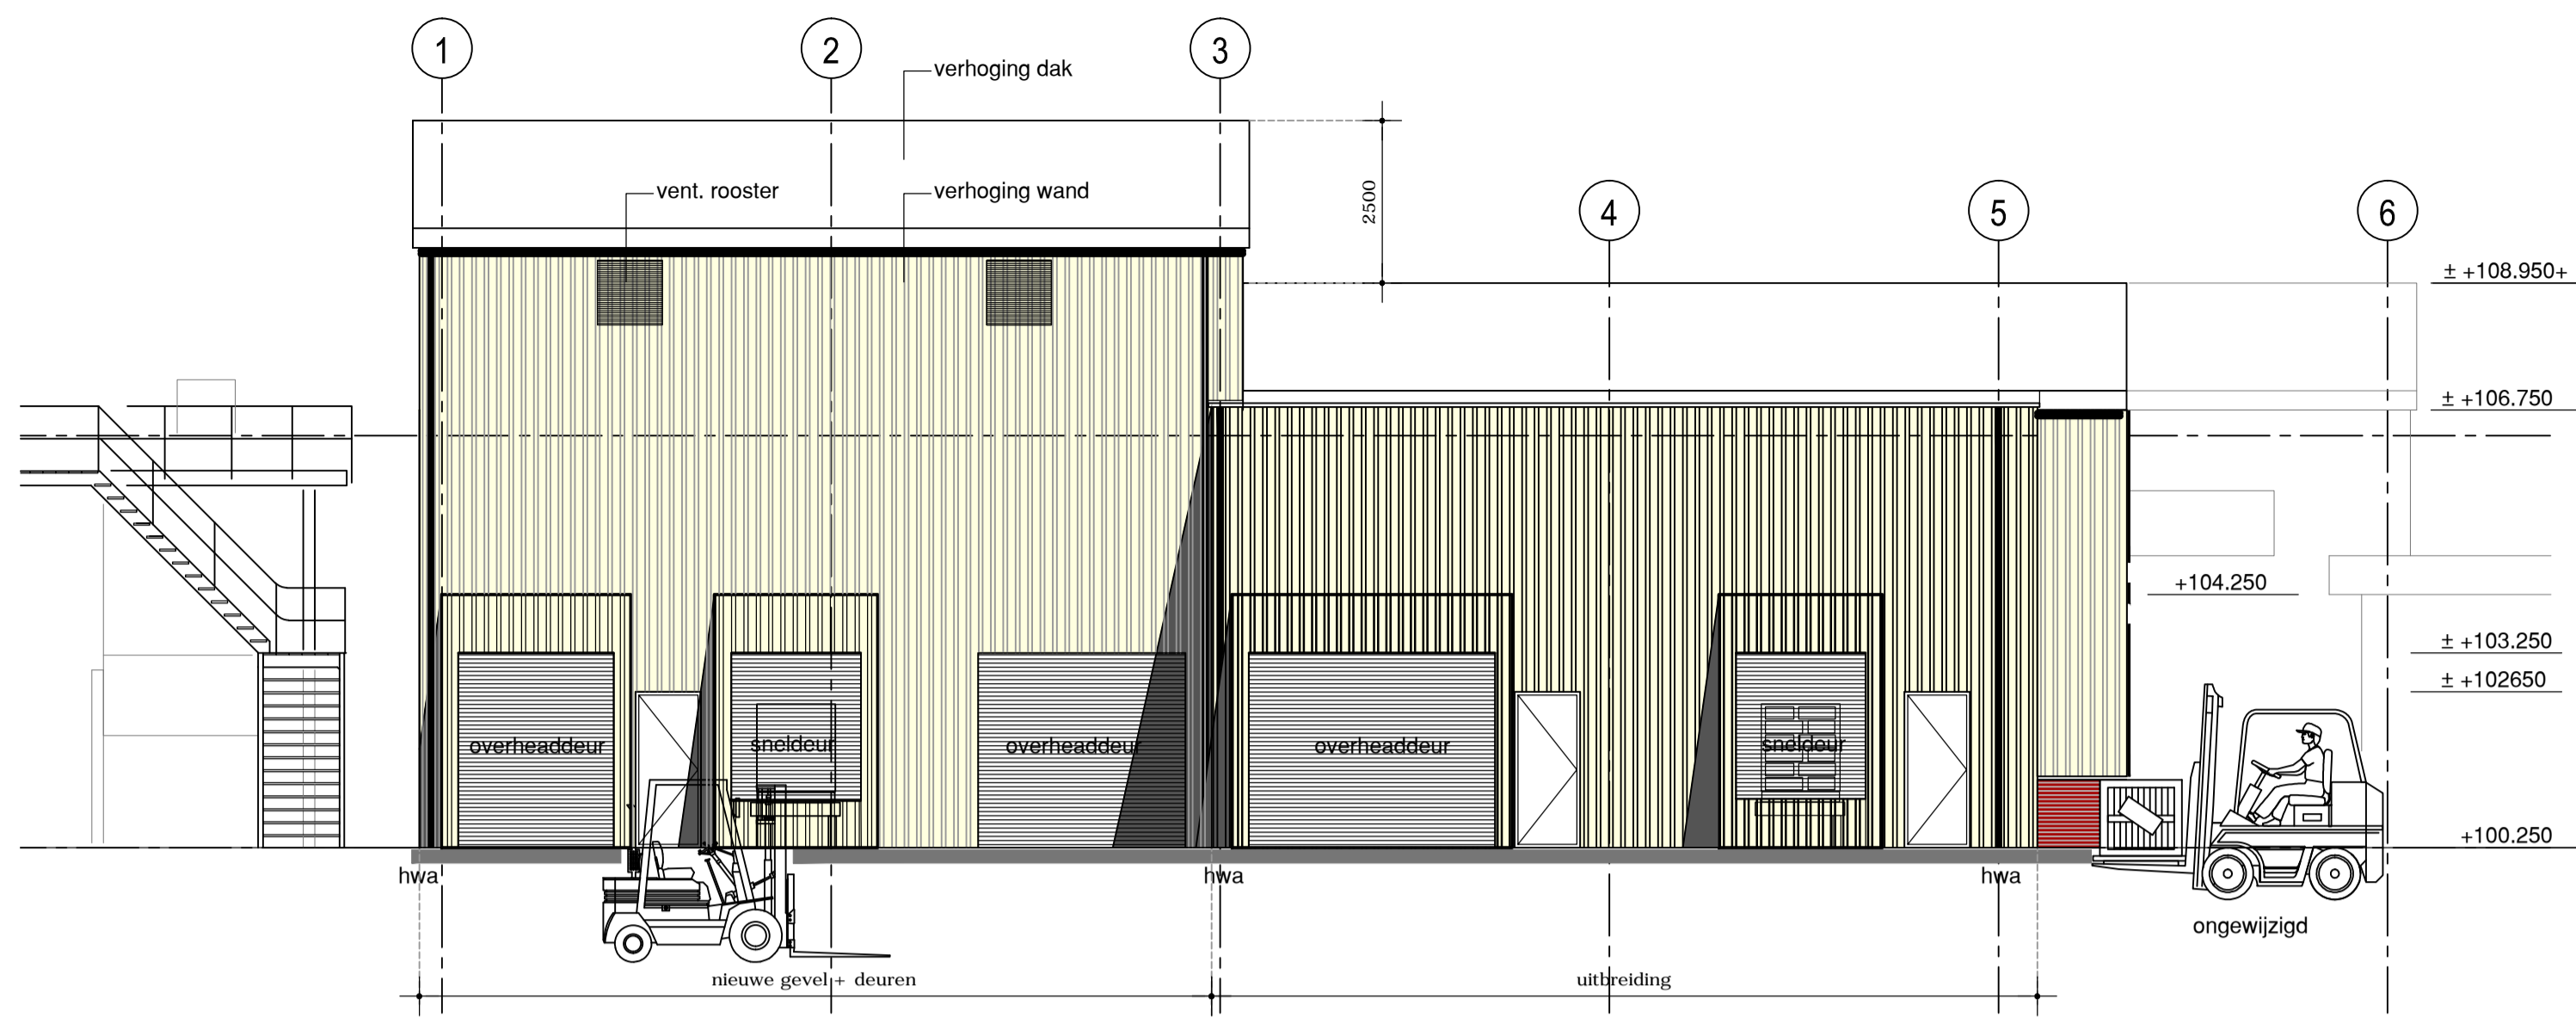 1
2
3
verhoging dak
vent. rooster
verhoging wand
2500
4
5
6
± +108.950+
± +106.750
+104.250
± +103.250
± +102650
overheaddeur
sneldeur
overheaddeur
overheaddeur
sneldeur
+100.250
hwa
hwa
hwa
ongewijzigd
nieuwe gevel + deuren
uitbreiding